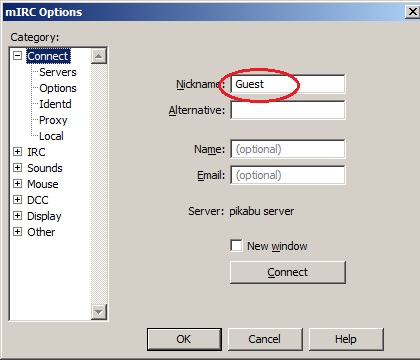 mIRC Options
Category:
Connect
Servers
Options
Identd
Proxy
Local
IRC
Sounds
Mouse
DCC
Display
Other
Nickname: Guest
Alternative:
Name: (optional)
Email: (optional)
Server: pikabu server
New window
Connect
OK Cancel Help